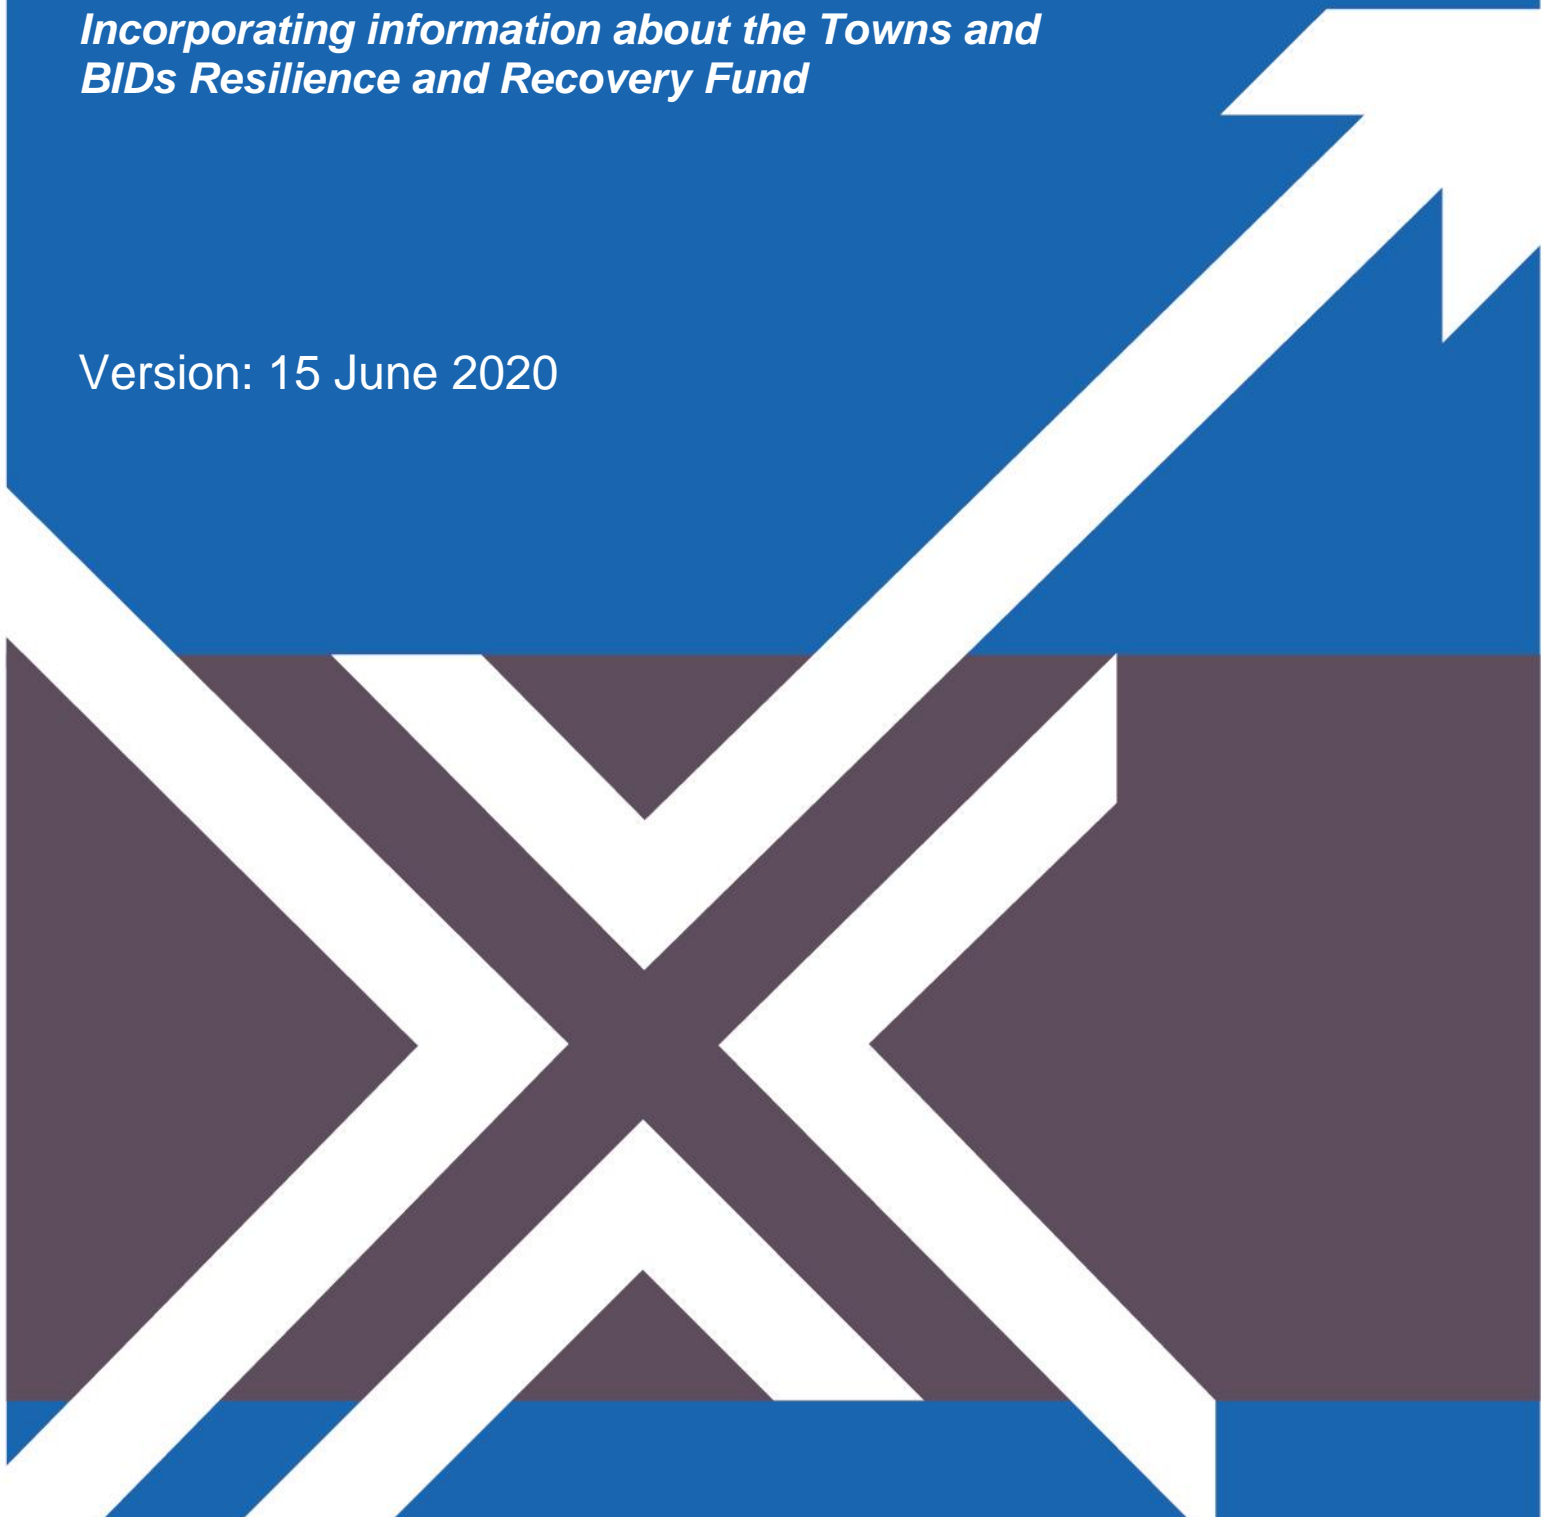 Incorporating information about the Towns and
BIDs Resilience and Recovery Fund
Version: 15 June 2020